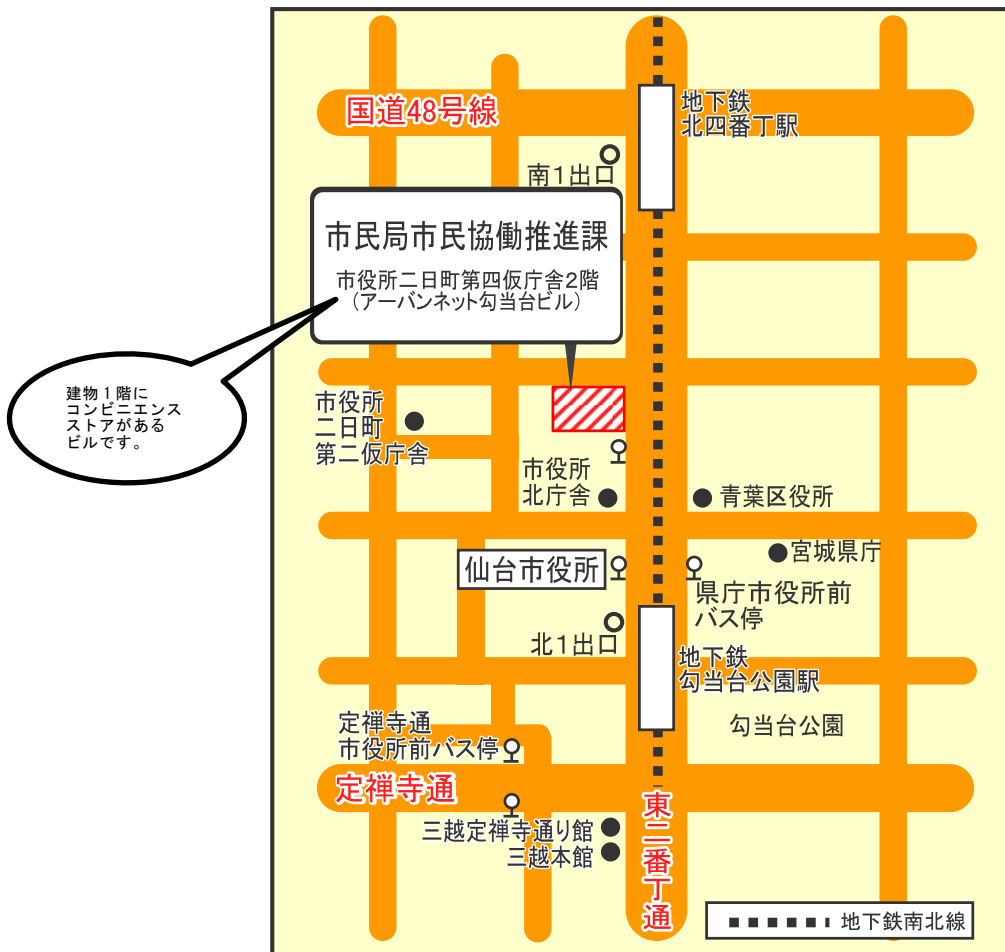 国道48号線
地下鉄
北四番丁駅
南1出口
市民局市民協働推進課
市役所二日町第四仮庁舎2階
（アーバンネット勾当台ビル）
建物1階に
コンビニエンス
ストアがある
ビルです。
市役所
二日町
第二仮庁舎
市役所
北庁舎
青葉区役所
宮城県庁
仙台市役所
県庁市役所前
バス停
北1出口
地下鉄
勾当台公園駅
勾当台公園
定禅寺通
市役所前バス停
定禅寺通
三越定禅寺通り館
三越本館
東二番丁通
地下鉄南北線